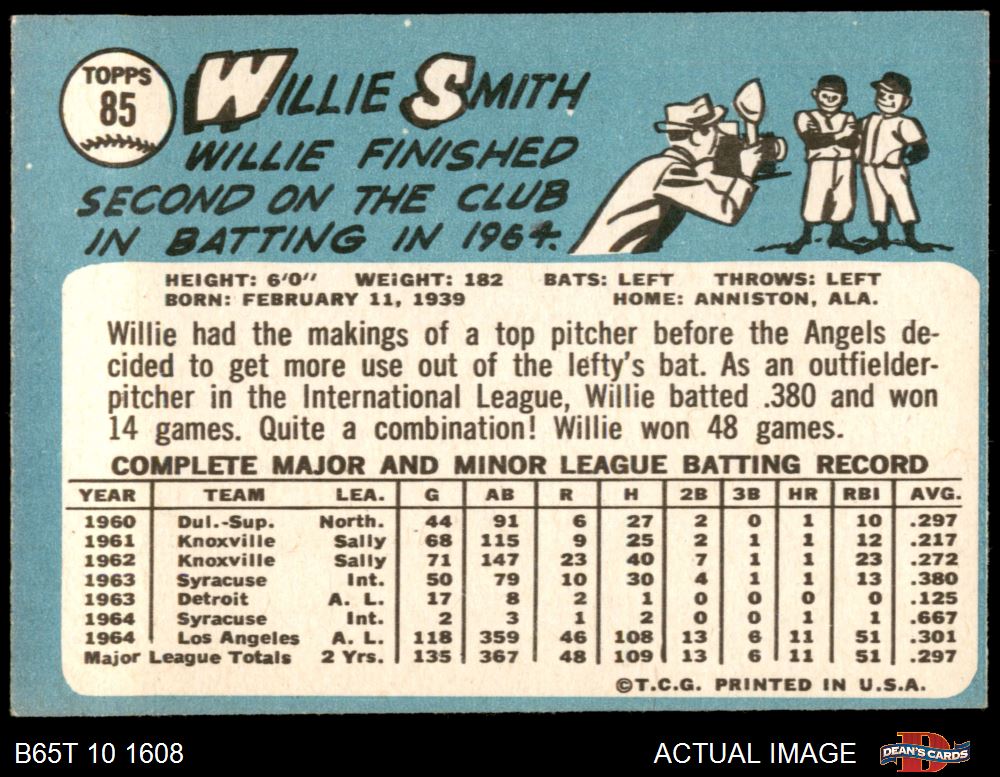 TOPPS
85
WILLIE SMITH
WILLIE FINISHED
SECOND ON THE CLUB
IN BATTING IN 1964.
HEIGHT: 6'0" WEIGHT: 182 BATS: LEFT THROWS: LEFT
BORN: FEBRUARY 11, 1939 HOME: ANNISTON, ALA.
Willie had the makings of a top pitcher before the Angels de-
cided to get more use out of the lefty's bat. As an outfielder-
pitcher in the International League, Willie batted .380 and won
14 games. Quite a combination! Willie won 48 games.
COMPLETE MAJOR AND MINOR LEAGUE BATTING RECORD
YEAR TEAM LEA. G AB R H 2B 3B HR RBI AVG.
1960 Dul.-Sup. North. 44 91 6 27 2 0 1 10 .297
1961 Knoxville Sally 68 115 9 25 2 1 1 12 .217
1962 Knoxville Sally 71 147 23 40 7 1 1 23 .272
1963 Syracuse Int. 50 79 10 30 4 1 1 13 .380
1963 Detroit A. L. 17 8 2 1 0 0 0 0 .125
1964 Syracuse Int. 2 3 1 2 0 0 1 1 .667
1964 Los Angeles A. L. 118 359 46 108 13 6 11 51 .301
Major League Totals 2 Yrs. 135 367 48 109 13 6 11 51 .297
©T.C.G. PRINTED IN U.S.A.
B65T 10 1608 ACTUAL IMAGE DEAN'S CARDS